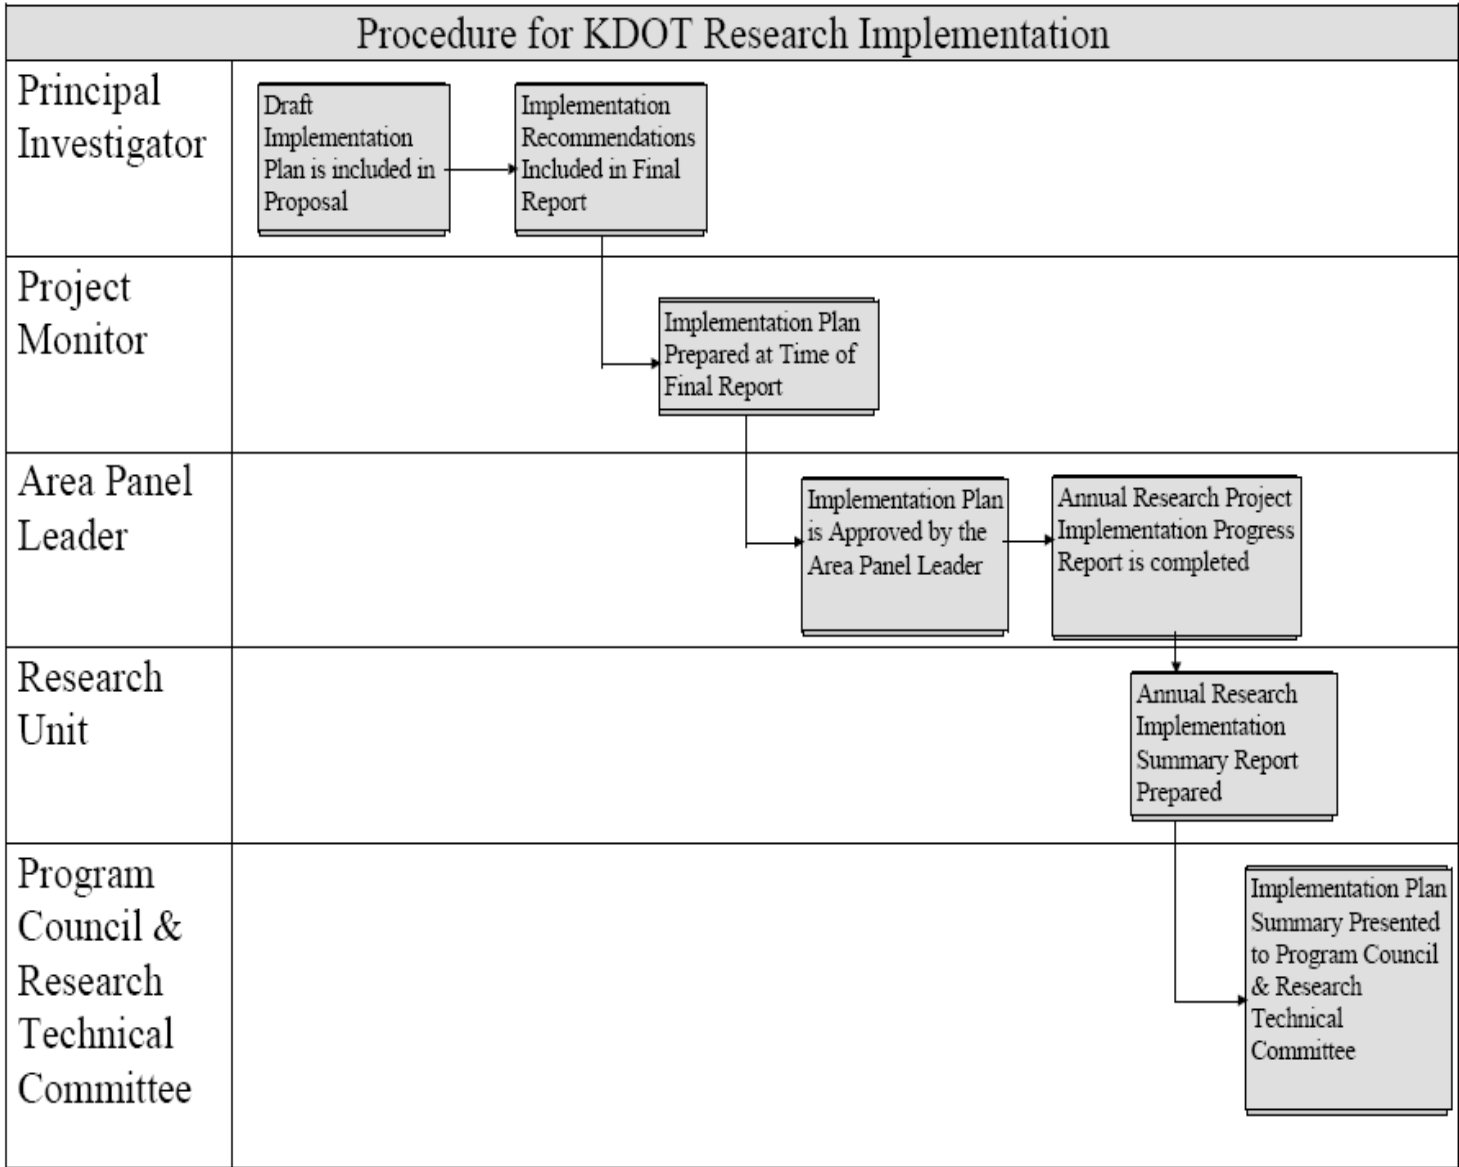 Procedure for KDOT Research Implementation
Principal
Investigator
Draft
Implementation
Plan is included in
Proposal
Implementation
Recommendations
Included in Final
Report
Project
Monitor
Implementation Plan
Prepared at Time of
Final Report
Area Panel
Leader
Implementation Plan
is Approved by the
Area Panel Leader
Annual Research Project
Implementation Progress
Report is completed
Research
Unit
Annual Research
Implementation
Summary Report
Prepared
Program
Council &
Research
Technical
Committee
Implementation Plan
Summary Presented
to Program Council
& Research
Technical
Committee